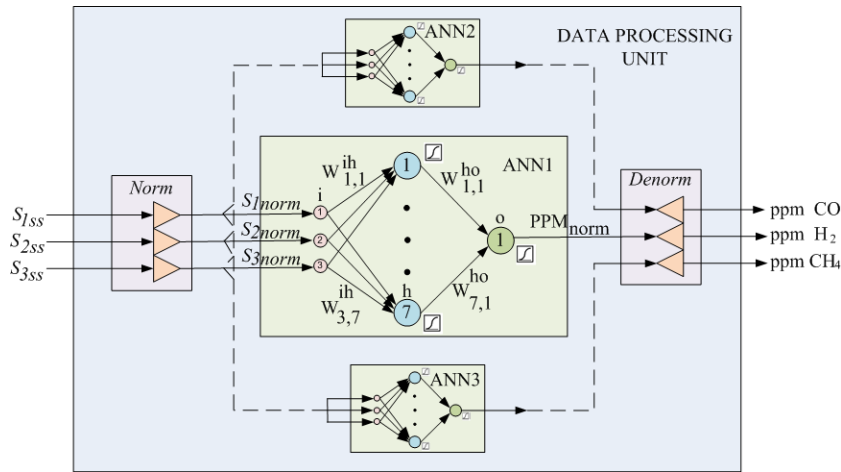 ANN2
DATA PROCESSING
UNIT
Norm
S1ss
S2ss
S3ss
S1norm
S2norm
S3norm
i
1
2
3
W ih 1,1
W ih 3,7
1
h
7
ANN1
W ho 1,1
W ho 7,1
o
1
PPM norm
Denorm
ppm CO
ppm H2
ppm CH4
ANN3